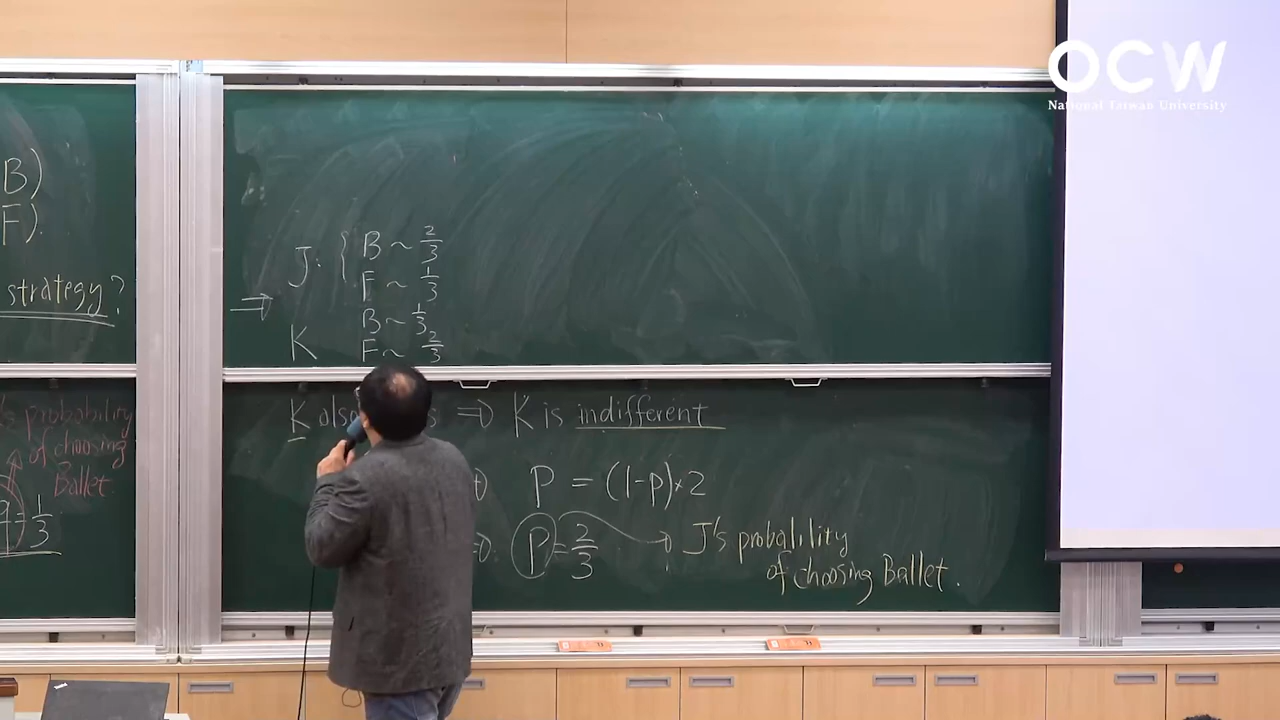 OCW
National Taiwan University
B)
F).
strategy?
's probability
of choosing
Ballet.
q=1/3
J: { B ~ 2/3
F ~ 1/3
⇒
K
B ~ 1/3
F ~ 2/3
K also ⇒ K is indifferent
P = (1-p)×2
⇒ P=2/3 → J's probalility
of choosing Ballet.